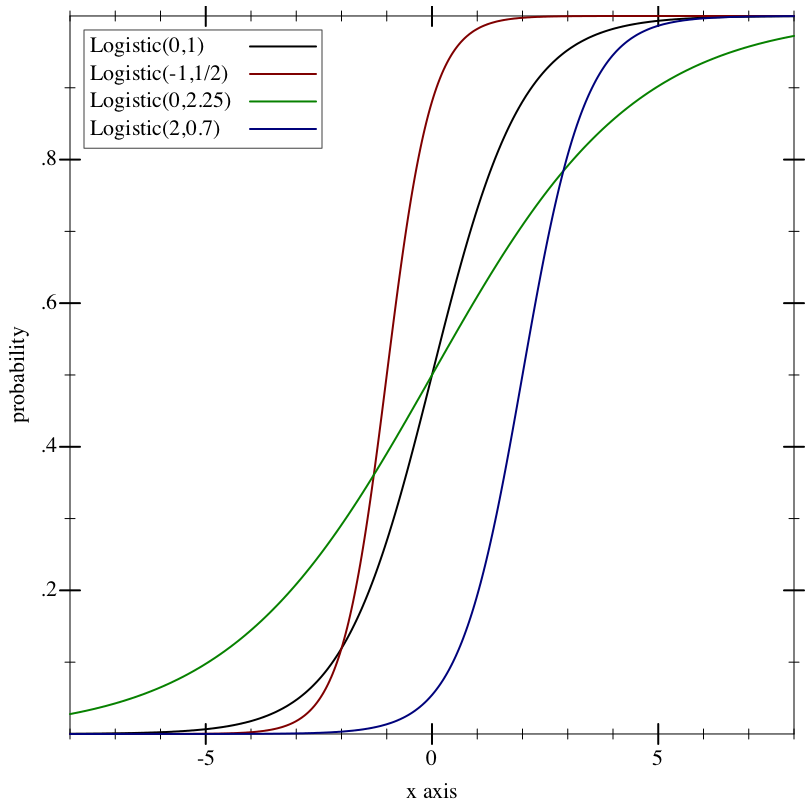 Logistic(0,1)
Logistic(-1,1/2)
Logistic(0,2.25)
Logistic(2,0.7)
.8
.6
.4
.2
probability
-5 0 5
x axis